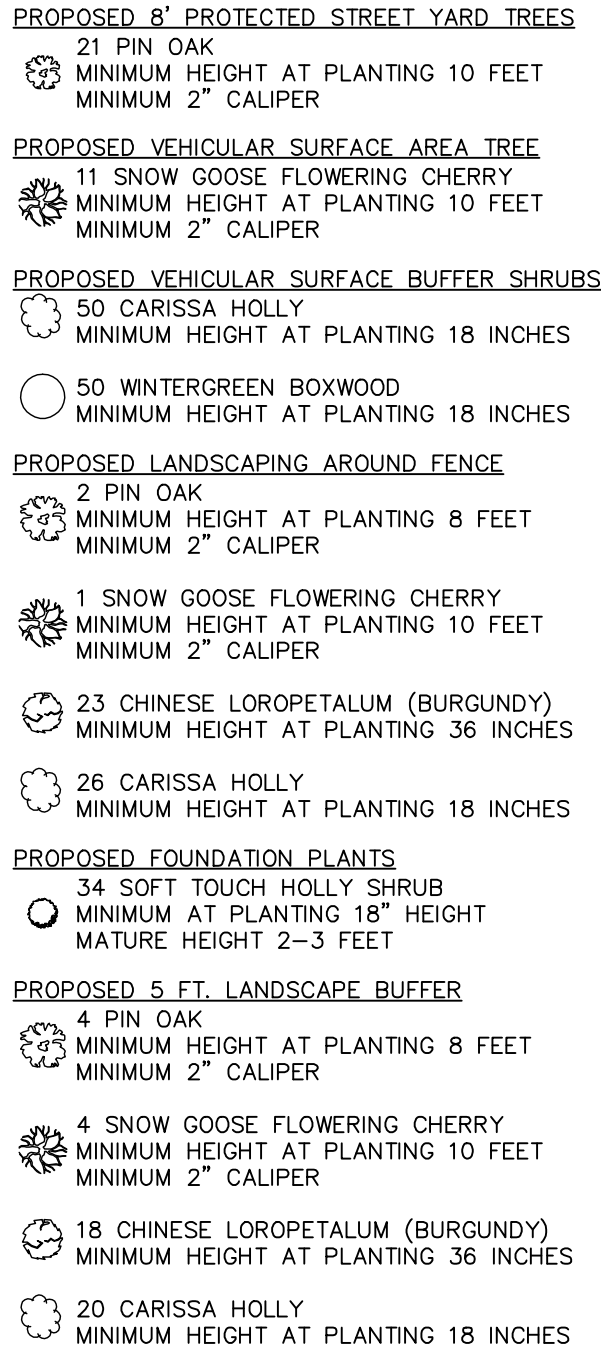 PROPOSED 8' PROTECTED STREET YARD TREES
21 PIN OAK
MINIMUM HEIGHT AT PLANTING 10 FEET
MINIMUM 2" CALIPER
PROPOSED VEHICULAR SURFACE AREA TREE
11 SNOW GOOSE FLOWERING CHERRY
MINIMUM HEIGHT AT PLANTING 10 FEET
MINIMUM 2" CALIPER
PROPOSED VEHICULAR SURFACE BUFFER SHRUBS
50 CARISSA HOLLY
MINIMUM HEIGHT AT PLANTING 18 INCHES
50 WINTERGREEN BOXWOOD
MINIMUM HEIGHT AT PLANTING 18 INCHES
PROPOSED LANDSCAPING AROUND FENCE
2 PIN OAK
MINIMUM HEIGHT AT PLANTING 8 FEET
MINIMUM 2" CALIPER
1 SNOW GOOSE FLOWERING CHERRY
MINIMUM HEIGHT AT PLANTING 10 FEET
MINIMUM 2" CALIPER
23 CHINESE LOROPETALUM (BURGUNDY)
MINIMUM HEIGHT AT PLANTING 36 INCHES
26 CARISSA HOLLY
MINIMUM HEIGHT AT PLANTING 18 INCHES
PROPOSED FOUNDATION PLANTS
34 SOFT TOUCH HOLLY SHRUB
MINIMUM AT PLANTING 18" HEIGHT
MATURE HEIGHT 2-3 FEET
PROPOSED 5 FT. LANDSCAPE BUFFER
4 PIN OAK
MINIMUM HEIGHT AT PLANTING 8 FEET
MINIMUM 2" CALIPER
4 SNOW GOOSE FLOWERING CHERRY
MINIMUM HEIGHT AT PLANTING 10 FEET
MINIMUM 2" CALIPER
18 CHINESE LOROPETALUM (BURGUNDY)
MINIMUM HEIGHT AT PLANTING 36 INCHES
20 CARISSA HOLLY
MINIMUM HEIGHT AT PLANTING 18 INCHES